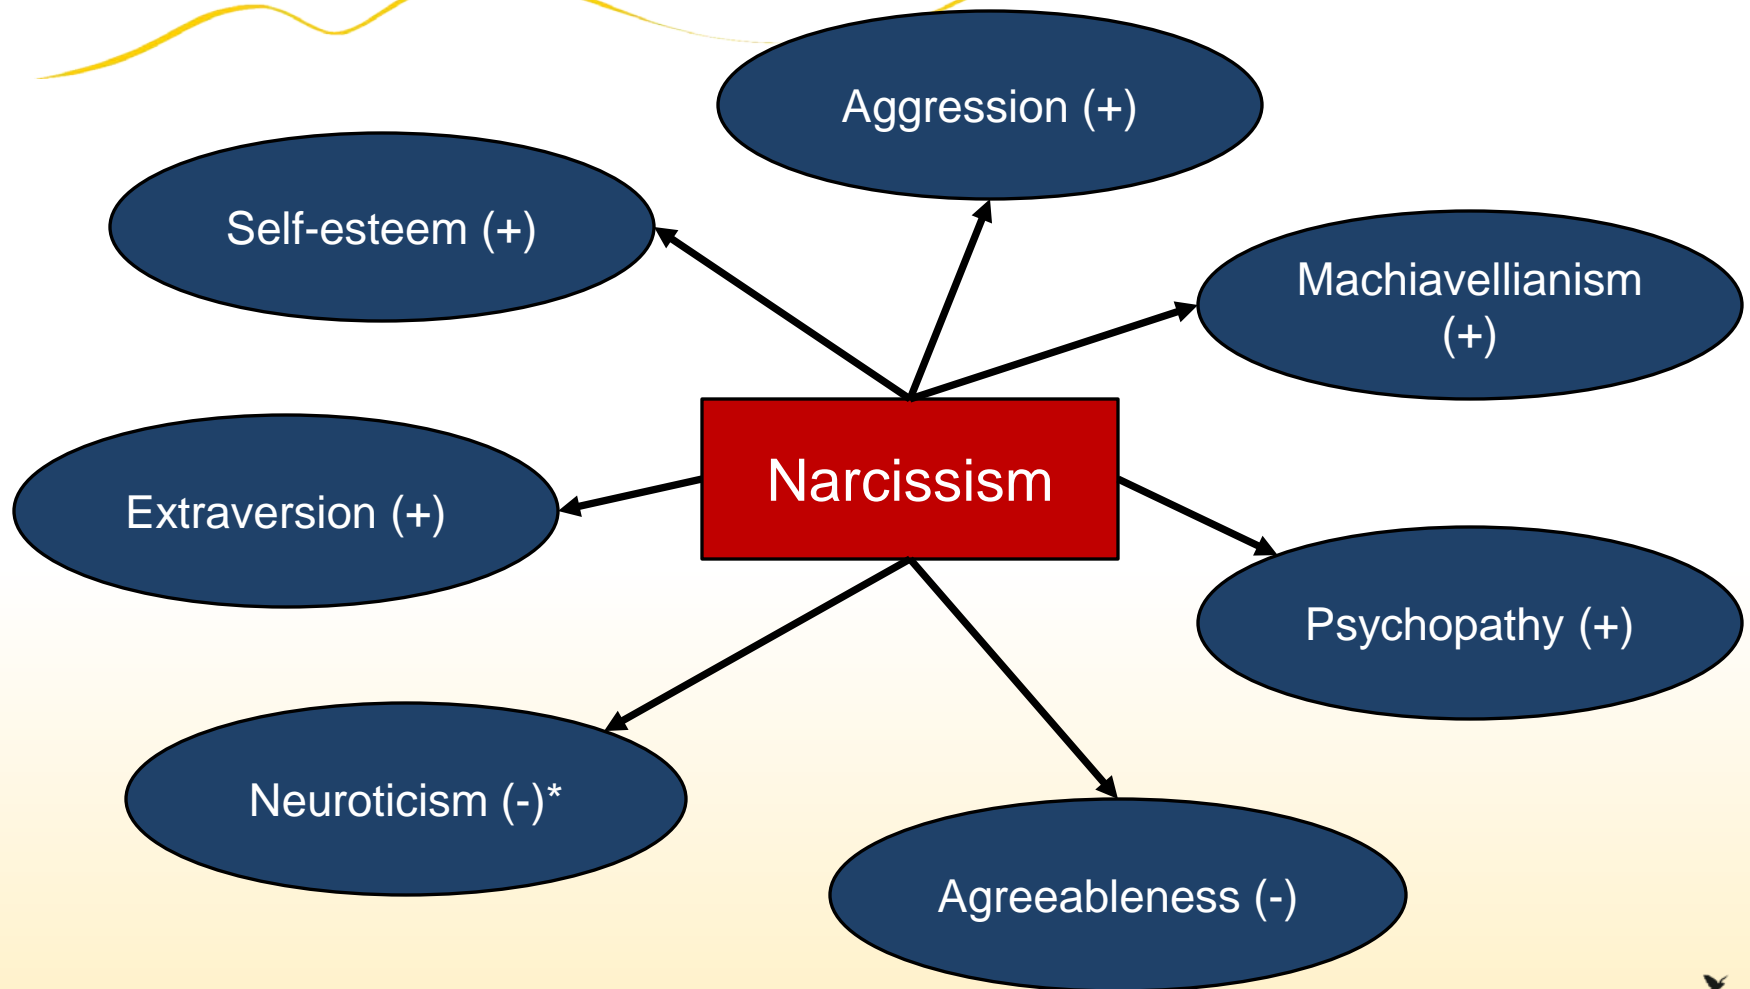 Aggression (+)
Self-esteem (+)
Machiavellianism
(+)
Narcissism
Extraversion (+)
Psychopathy (+)
Neuroticism (-)*
Agreeableness (-)